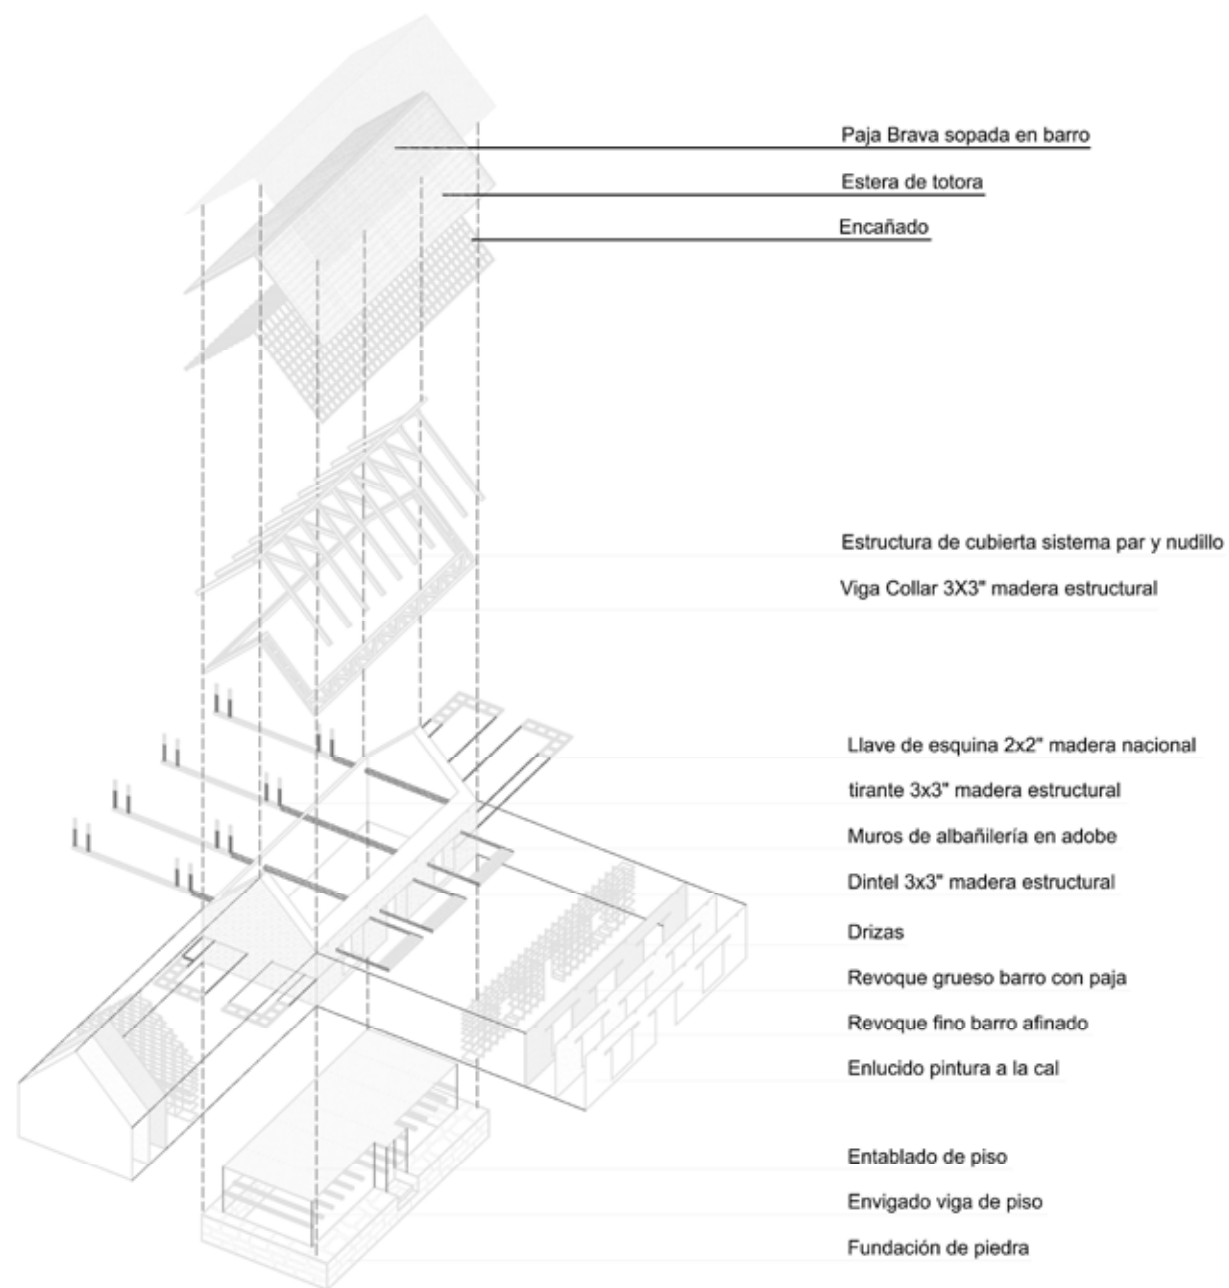 Paja Brava sopada en barro
Estera de totora
Encañado
Estructura de cubierta sistema par y nudillo
Viga Collar 3X3" madera estructural
Llave de esquina 2x2" madera nacional
tirante 3x3" madera estructural
Muros de albañilería en adobe
Dintel 3x3" madera estructural
Drizas
Revoque grueso barro con paja
Revoque fino barro afinado
Enlucido pintura a la cal
Entablado de piso
Envigado viga de piso
Fundación de piedra